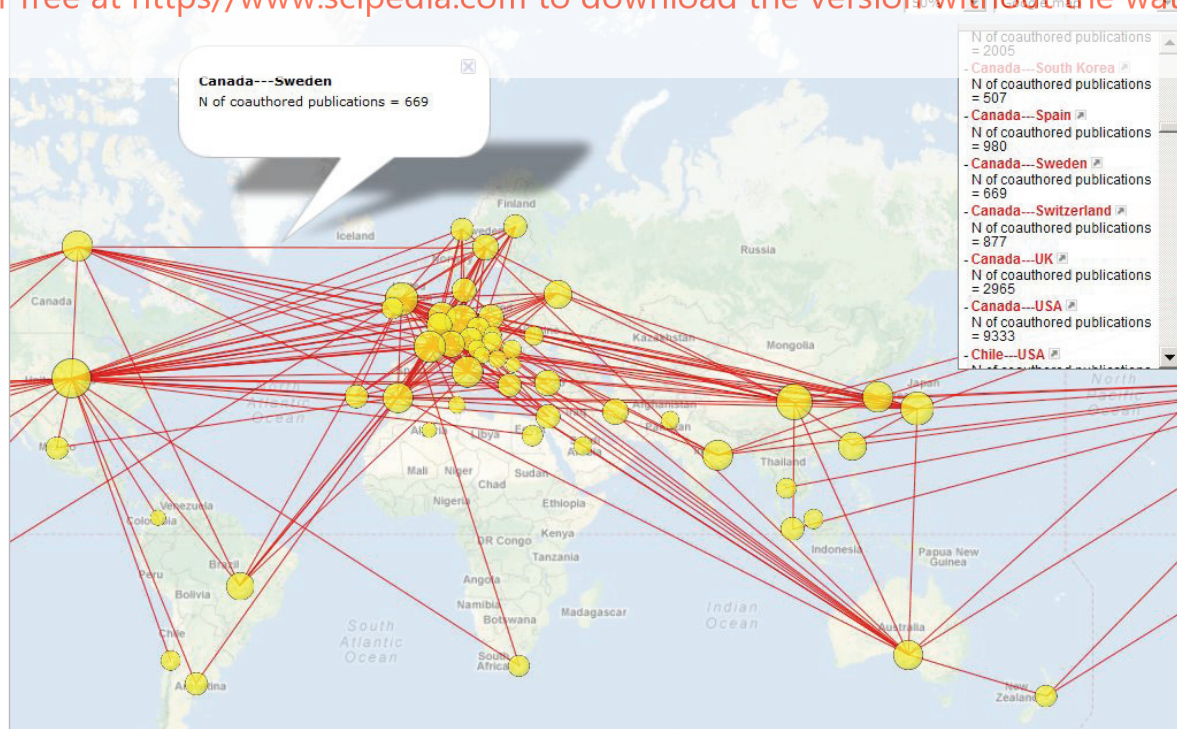 free at https//www.scipedia.com to download the version without the
Canada---Sweden
N of coauthored publications = 669
N of coauthored publications
= 2005
- Canada---South Korea
N of coauthored publications
= 507
- Canada---Spain
N of coauthored publications
= 980
- Canada---Sweden
N of coauthored publications
= 669
- Canada---Switzerland
N of coauthored publications
= 877
- Canada---UK
N of coauthored publications
= 2965
- Canada---USA
N of coauthored publications
= 9333
- Chile---USA
Finland
Iceland
Russia
Canada
Kazakhstan
Mongolia
Japan
North
Atlantic
Ocean
North
Pacific
Ocean
Afghanistan
Libya
Mali
Niger
Chad
Sudan
Thailand
Nigeria
Ethiopia
Venezuela
DR Congo
Kenya
Tanzania
Indonesia
Papua New
Guinea
Peru
Brazil
Bolivia
Angola
Namibia
Botswana
Madagascar
Indian
Ocean
South
Atlantic
Ocean
Chile
Australia
South
Africa
New
Zealand